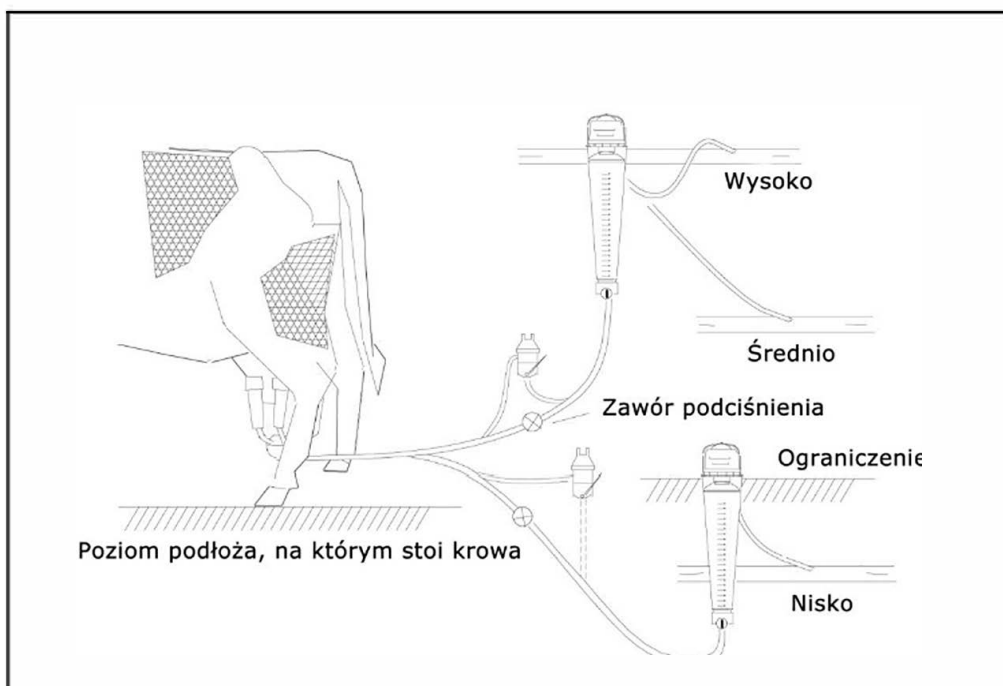 Wysoko
Średnio
Zawór podciśnienia
Ograniczenie
Poziom podłoża, na którym stoi krowa
Nisko